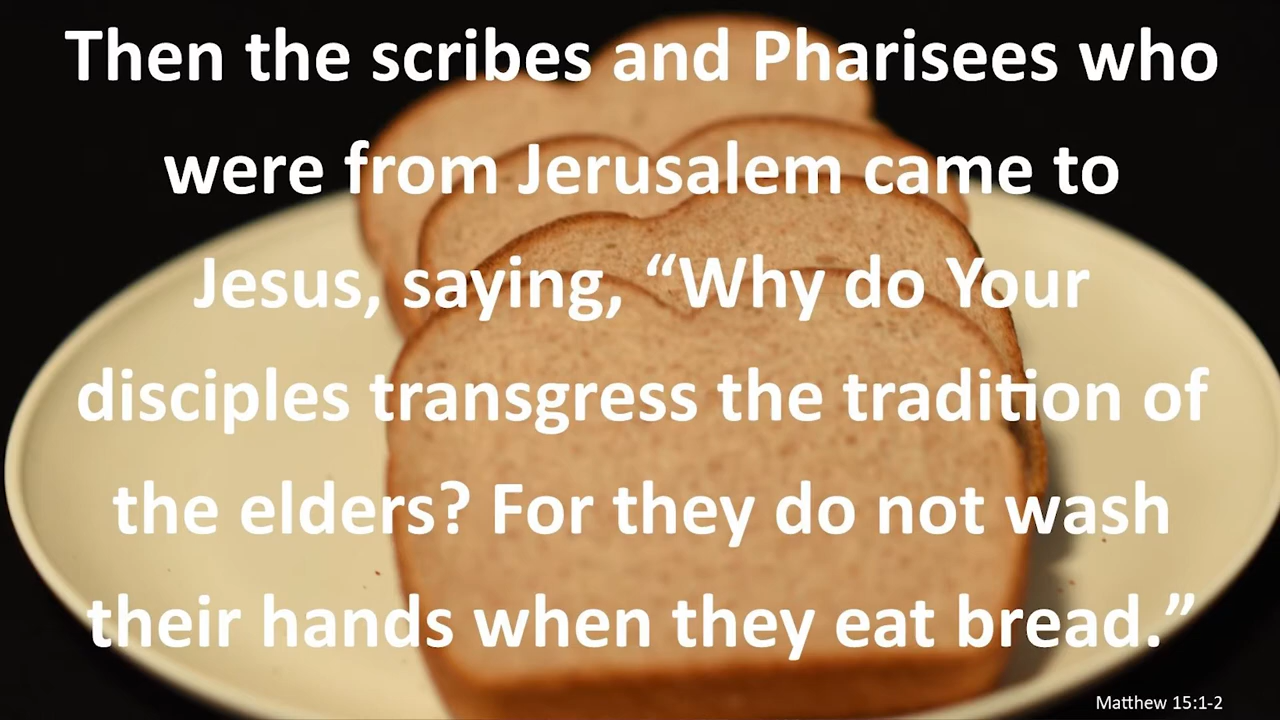 Then the scribes and Pharisees who
were from Jerusalem came to
Jesus, saying, “Why do Your
disciples transgress the tradition of
the elders? For they do not wash
their hands when they eat bread.”
Matthew 15:1-2